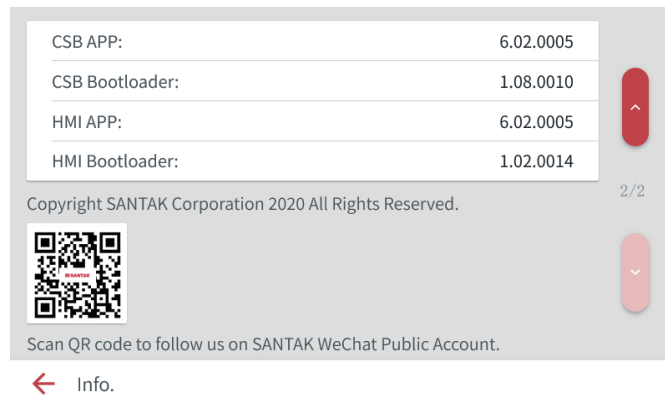 CSB APP: 6.02.0005
CSB Bootloader: 1.08.0010
HMI APP: 6.02.0005
HMI Bootloader: 1.02.0014
2/2
Copyright SANTAK Corporation 2020 All Rights Reserved.
SANTAK
Scan QR code to follow us on SANTAK WeChat Public Account.
Info.